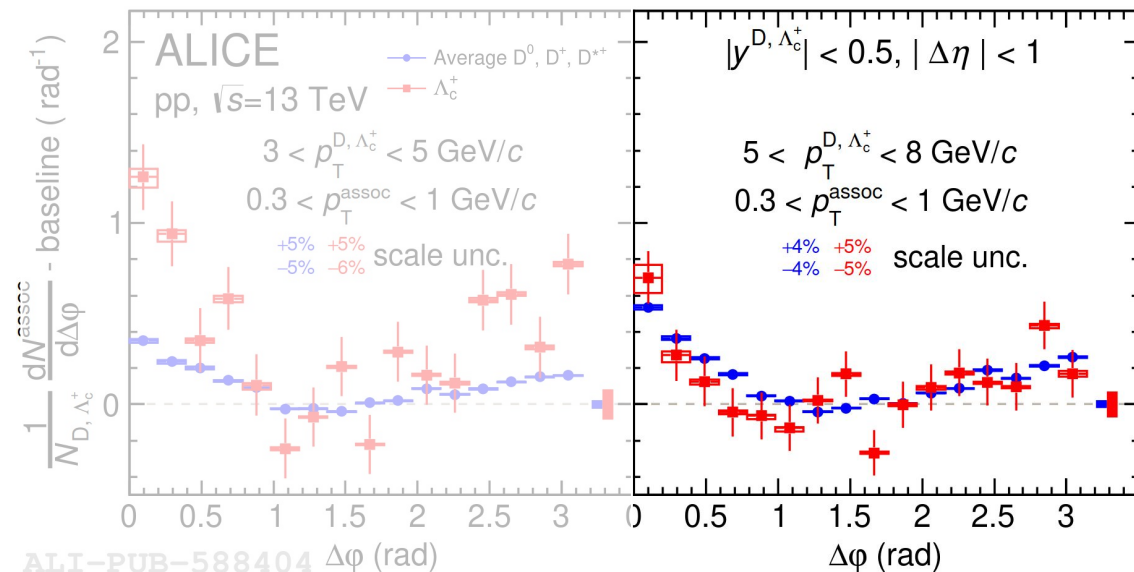 ALICE
pp, √s=13 TeV
Average D⁰, D⁺, D*⁺
Λc⁺
3 < pT^{D, Λc⁺} < 5 GeV/c
0.3 < pT^{assoc} < 1 GeV/c
+5% +5%
−5% −6%
scale unc.
|y^{D, Λc⁺}| < 0.5, | Δη | < 1
5 < pT^{D, Λc⁺} < 8 GeV/c
0.3 < pT^{assoc} < 1 GeV/c
+4% +5%
−4% −5%
scale unc.
1/N_{D, Λc⁺} dN^{assoc}/dΔφ - baseline ( rad⁻¹ )
2
1
0
0 0.5 1 1.5 2 2.5 3
0 0.5 1 1.5 2 2.5 3
Δφ (rad)
Δφ (rad)
ALI-PUB-588404